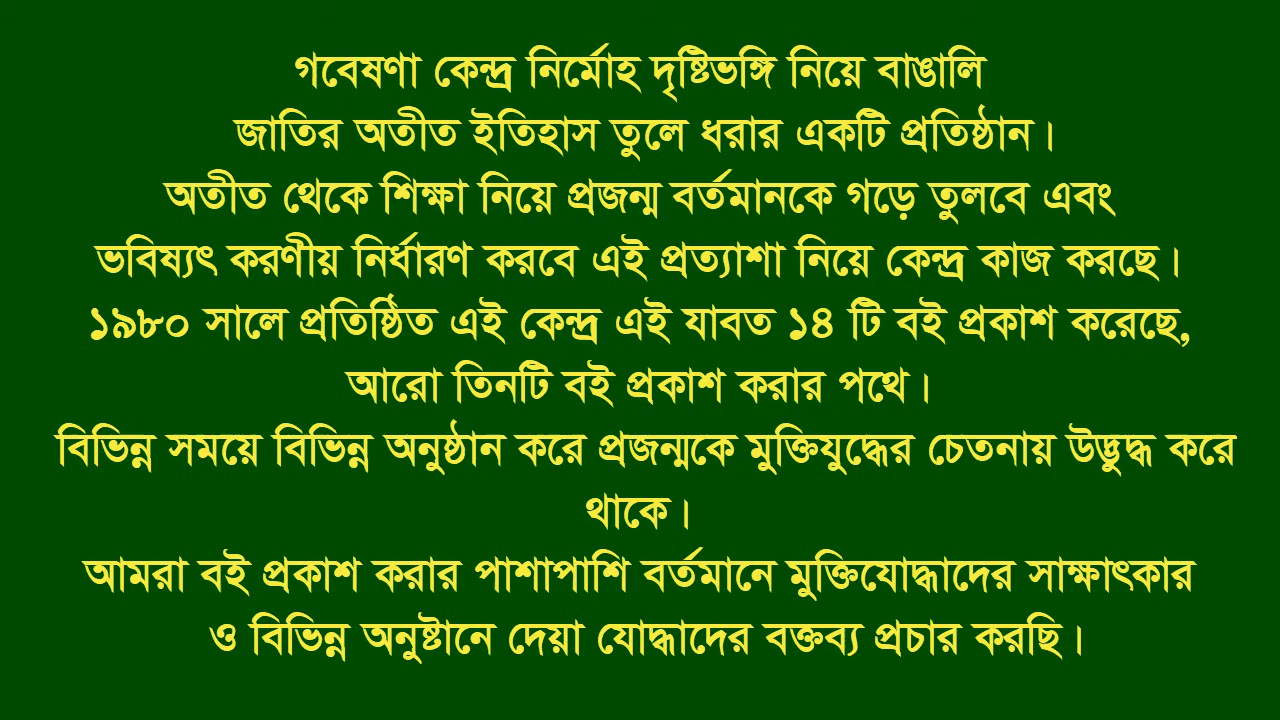 গবেষণা কেন্দ্র নির্মোহ দৃষ্টিভঙ্গি নিয়ে বাঙালি
জাতির অতীত ইতিহাস তুলে ধরার একটি প্রতিষ্ঠান।
অতীত থেকে শিক্ষা নিয়ে প্রজন্ম বর্তমানকে গড়ে তুলবে এবং
ভবিষ্যৎ করণীয় নির্ধারণ করবে এই প্রত্যাশা নিয়ে কেন্দ্র কাজ করছে।
১৯৮০ সালে প্রতিষ্ঠিত এই কেন্দ্র এই যাবত ১৪ টি বই প্রকাশ করেছে,
আরো তিনটি বই প্রকাশ করার পথে।
বিভিন্ন সময়ে বিভিন্ন অনুষ্ঠান করে প্রজন্মকে মুক্তিযুদ্ধের চেতনায় উদ্ভুদ্ধ করে
থাকে।
আমরা বই প্রকাশ করার পাশাপাশি বর্তমানে মুক্তিযোদ্ধাদের সাক্ষাৎকার
ও বিভিন্ন অনুষ্টানে দেয়া যোদ্ধাদের বক্তব্য প্রচার করছি।